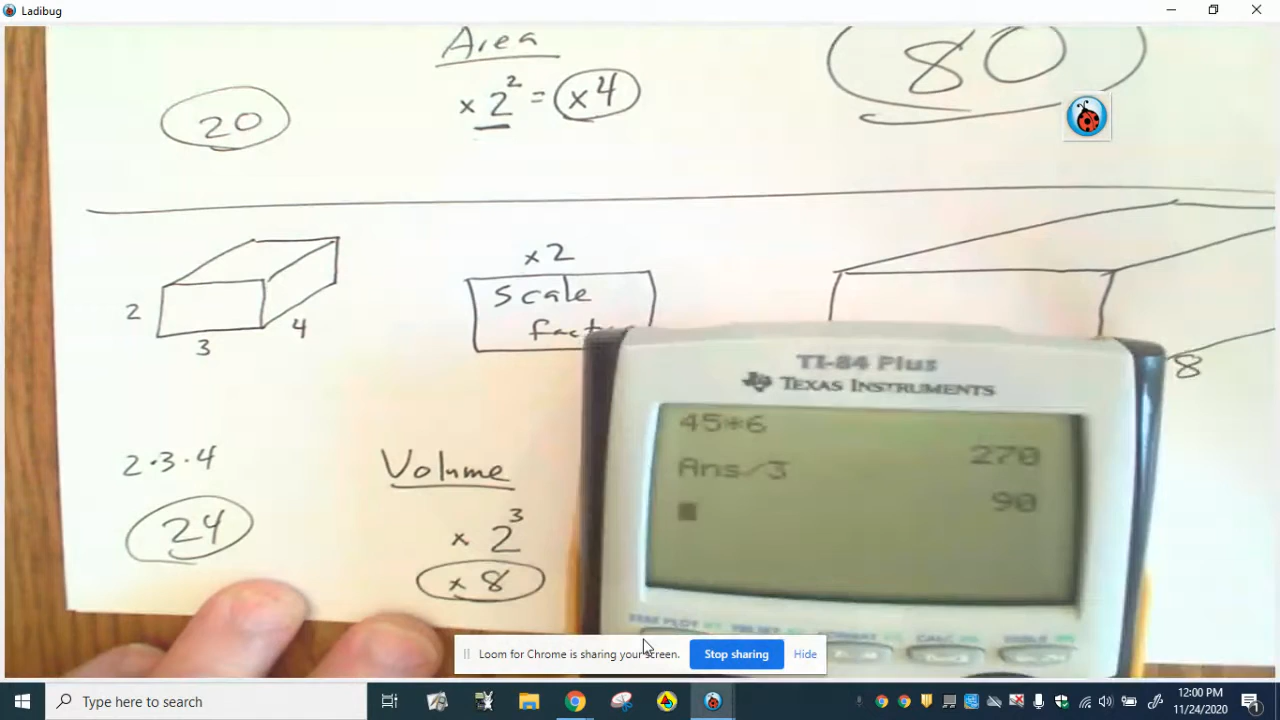 Ladibug
Area
× 2² = ×4
20
80
×2
Scale
2
3
4
8
TI-84 Plus
TEXAS INSTRUMENTS
45*6
270
Ans/3
90
2·3·4
24
Volume
× 2³
× 8
Loom for Chrome is sharing your screen.
Stop sharing
Hide
Type here to search
12:00 PM
11/24/2020